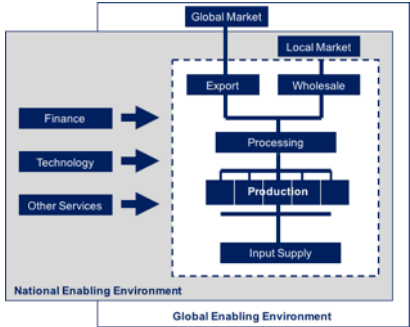 Global Market
Local Market
Export
Wholesale
Finance
Processing
Technology
Production
Other Services
Input Supply
National Enabling Environment
Global Enabling Environment